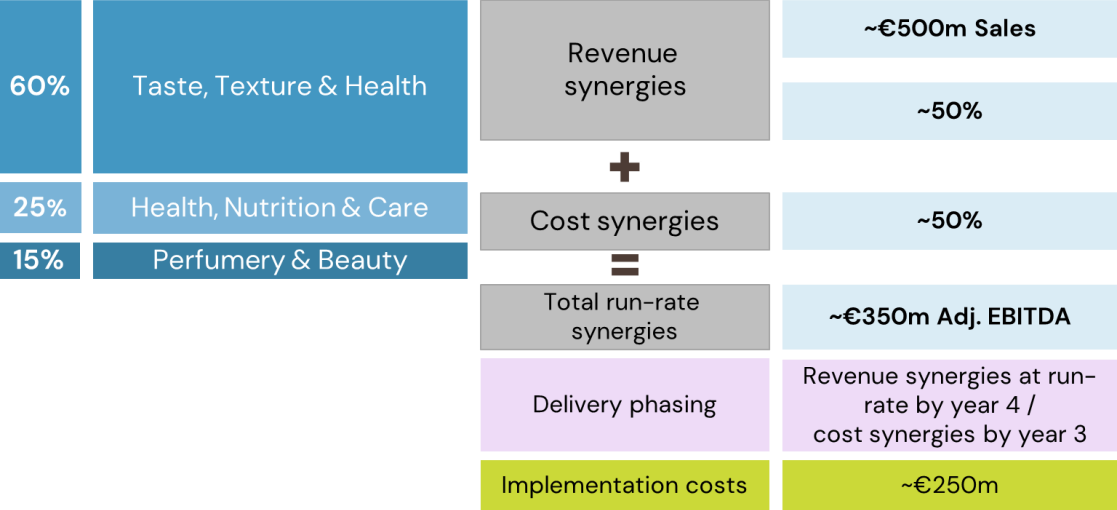 60%
Taste, Texture & Health
25%
Health, Nutrition & Care
15%
Perfumery & Beauty
Revenue
synergies
~€500m Sales
~50%
+
Cost synergies
~50%
=
Total run-rate
synergies
~€350m Adj. EBITDA
Delivery phasing
Revenue synergies at run-
rate by year 4 /
cost synergies by year 3
Implementation costs
~€250m